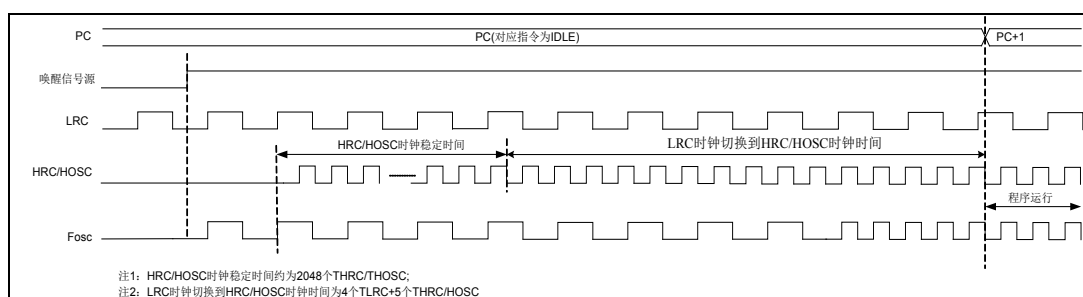 PC
PC(对应指令为IDLE)
PC+1
唤醒信号源
LRC
HRC/HOSC时钟稳定时间
LRC时钟切换到HRC/HOSC时钟时间
HRC/HOSC
程序运行
Fosc
注1：HRC/HOSC时钟稳定时间约为2048个THRC/THOSC;
注2：LRC时钟切换到HRC/HOSC时钟时间为4个TLRC+5个THRC/HOSC